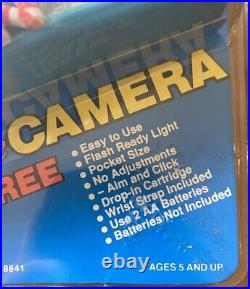 CAMERA
CAMERA
REE
• Easy to Use
• Flash Ready Light
• Pocket Size
• No Adjustments
- Aim and Click
• Drop-in Cartridge
• Wrist Strap Included
• Use 2 AA Batteries
• Batteries Not Included
8841
AGES 5 AND UP